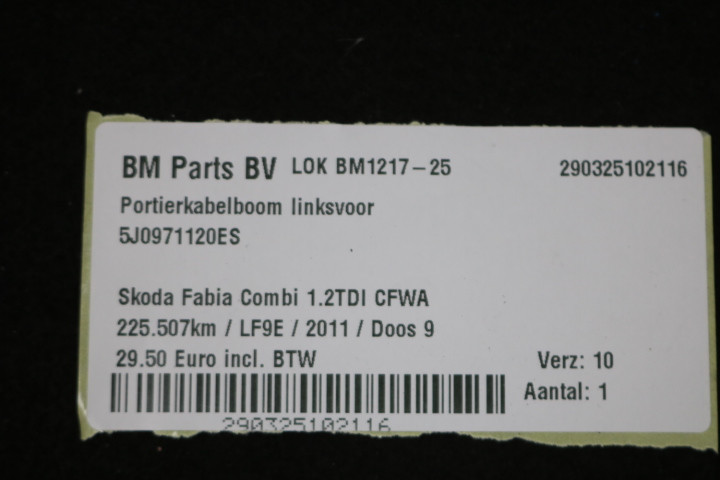 BM Parts BV LOK BM1217-25 290325102116
Portierkabelboom linksvoor
5J0971120ES
Skoda Fabia Combi 1.2TDI CFWA
225.507km / LF9E / 2011 / Doos 9
29.50 Euro incl. BTW Verz: 10
Aantal: 1
290325102116